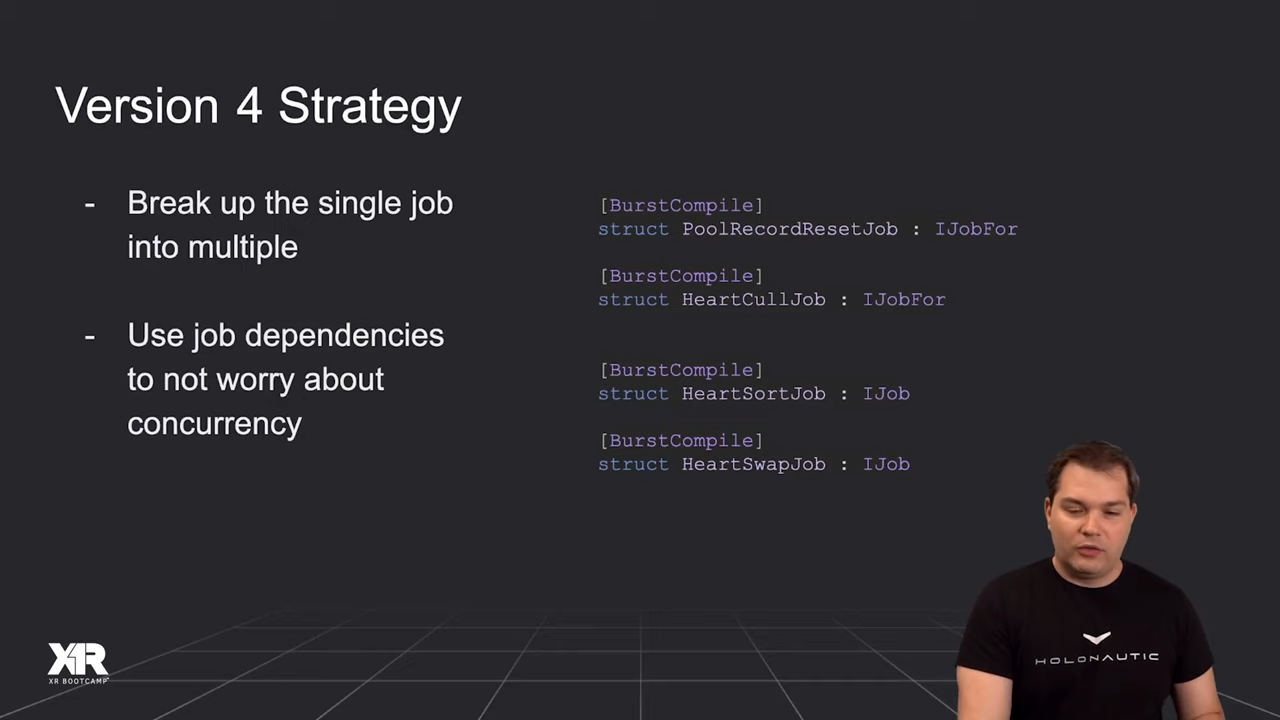 Version 4 Strategy
- Break up the single job
into multiple
- Use job dependencies
to not worry about
concurrency
[BurstCompile]
struct PoolRecordResetJob : IJobFor
[BurstCompile]
struct HeartCullJob : IJobFor
[BurstCompile]
struct HeartSortJob : IJob
[BurstCompile]
struct HeartSwapJob : IJob
HOLONAUTIC
XR
XR BOOTCAMP